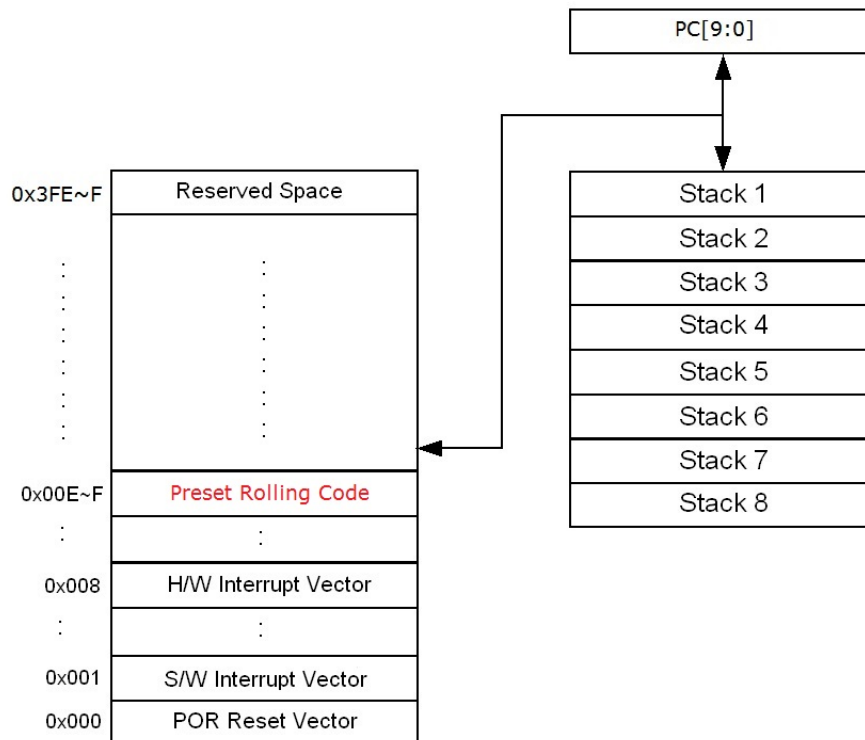 PC[9:0]
0x3FE~F
Reserved Space
0x00E~F
Preset Rolling Code
0x008
H/W Interrupt Vector
0x001
S/W Interrupt Vector
0x000
POR Reset Vector
Stack 1
Stack 2
Stack 3
Stack 4
Stack 5
Stack 6
Stack 7
Stack 8